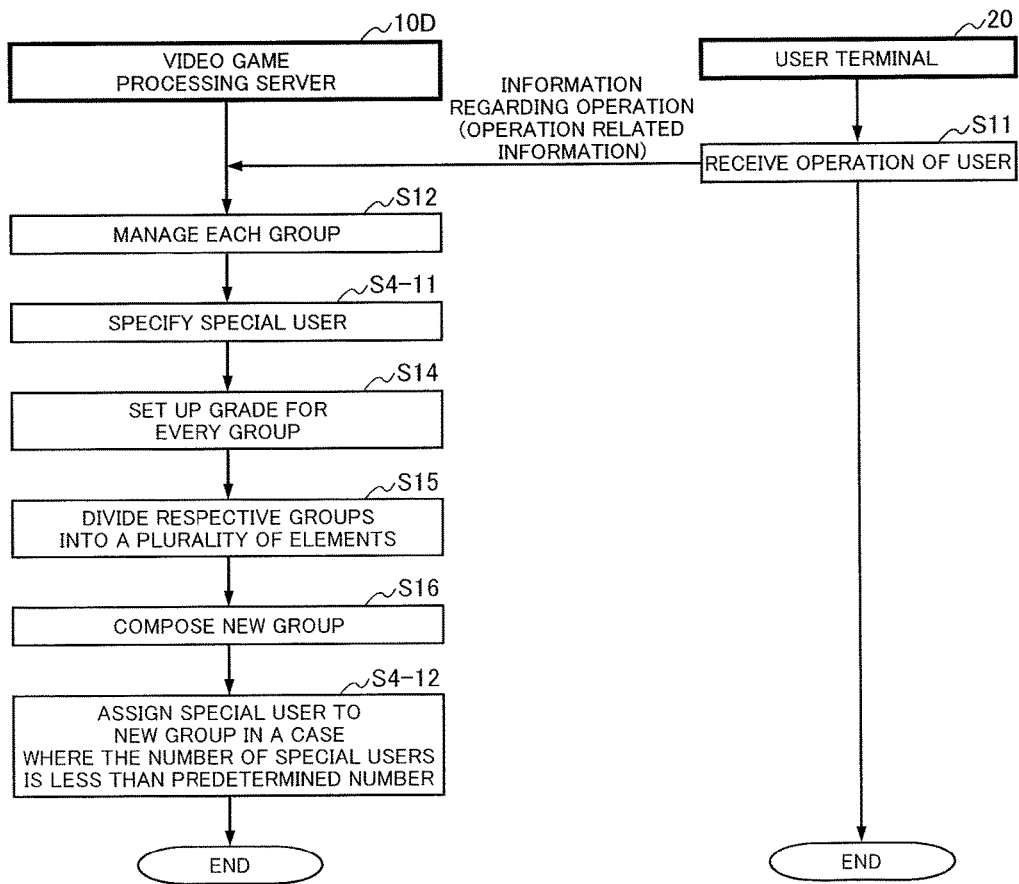 10D
VIDEO GAME
PROCESSING SERVER
20
USER TERMINAL
INFORMATION
REGARDING OPERATION
(OPERATION RELATED
INFORMATION)
S11
RECEIVE OPERATION OF USER
S12
MANAGE EACH GROUP
S4-11
SPECIFY SPECIAL USER
S14
SET UP GRADE FOR
EVERY GROUP
S15
DIVIDE RESPECTIVE GROUPS
INTO A PLURALITY OF ELEMENTS
S16
COMPOSE NEW GROUP
S4-12
ASSIGN SPECIAL USER TO
NEW GROUP IN A CASE
WHERE THE NUMBER OF SPECIAL USERS
IS LESS THAN PREDETERMINED NUMBER
END
END